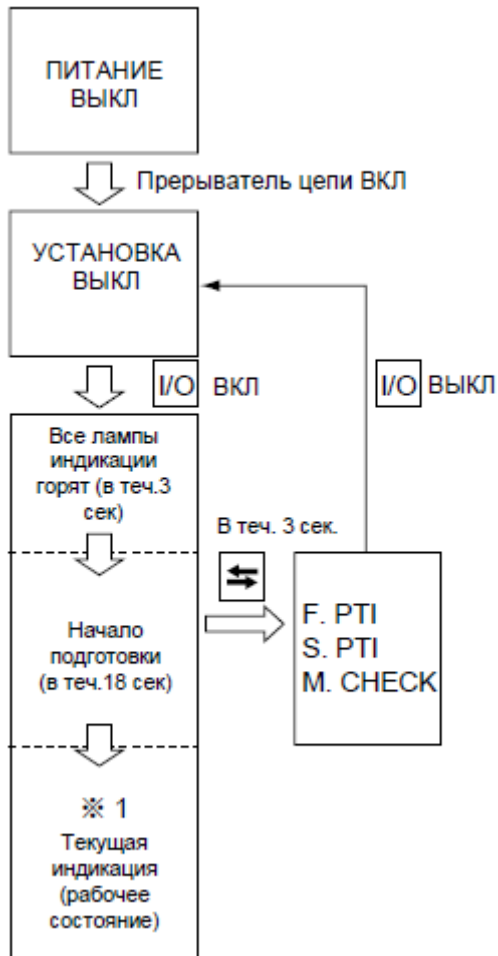 ПИТАНИЕ
ВЫКЛ
Прерыватель цепи ВКЛ
УСТАНОВКА
ВЫКЛ
I/O ВКЛ
I/O ВЫКЛ
Все лампы
индикации
горят (в теч.3
сек)
В теч. 3 сек.
Начало
подготовки
(в теч.18 сек)
F. PTI
S. PTI
M. CHECK
※ 1
Текущая
индикация
(рабочее
состояние)